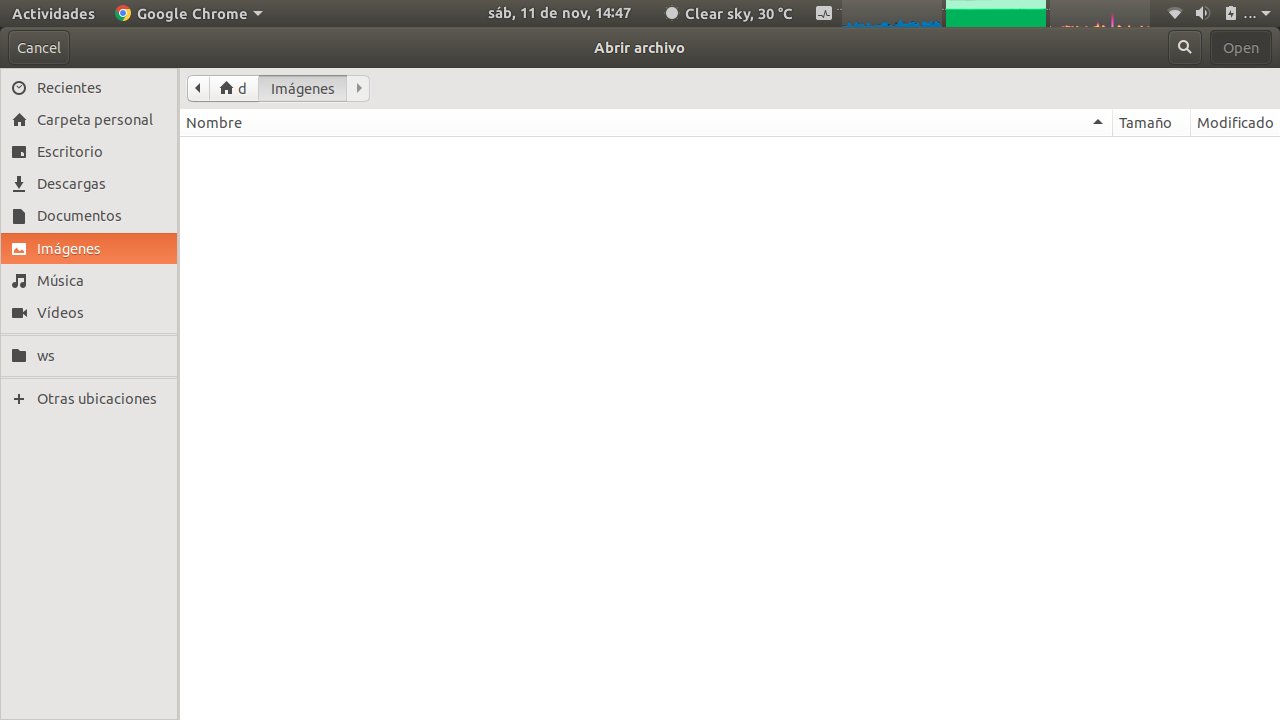 Actividades Google Chrome sáb, 11 de nov, 14:47 Clear sky, 30 °C ...
Cancel Abrir archivo Open
Recientes
Carpeta personal
Escritorio
Descargas
Documentos
Imágenes
Música
Vídeos
ws
Otras ubicaciones
d Imágenes
Nombre Tamaño Modificado